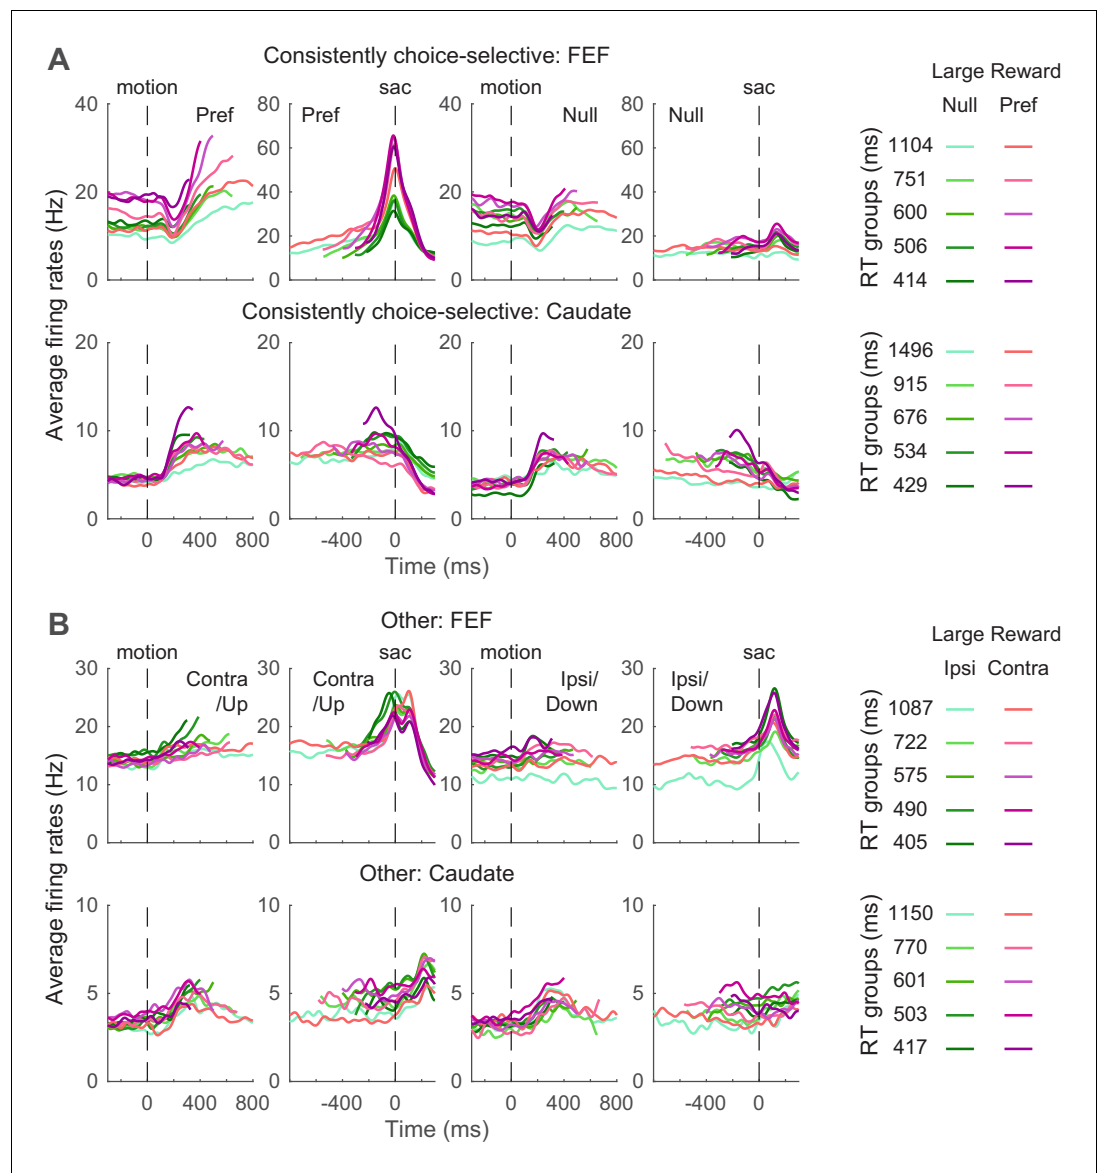 A
Consistently choice-selective: FEF
motion
sac
motion
sac
Pref
Pref
Null
Null
40
20
0
80
60
40
20
0
40
20
0
80
60
40
20
0
Large Reward
Null Pref
RT groups (ms)
1104
751
600
506
414
Average firing rates (Hz)
Consistently choice-selective: Caudate
20
10
0
20
10
0
20
10
0
20
10
0
0 400 800
-400 0
0 400 800
-400 0
Time (ms)
RT groups (ms)
1496
915
676
534
429
B
Other: FEF
motion
sac
motion
sac
Contra
/Up
Contra
/Up
Ipsi/
Down
Ipsi/
Down
30
20
10
0
30
20
10
0
30
20
10
0
30
20
10
0
Large Reward
Ipsi Contra
RT groups (ms)
1087
722
575
490
405
Average firing rates (Hz)
Other: Caudate
10
5
0
10
5
0
10
5
0
10
5
0
0 400 800
-400 0
0 400 800
-400 0
Time (ms)
RT groups (ms)
1150
770
601
503
417